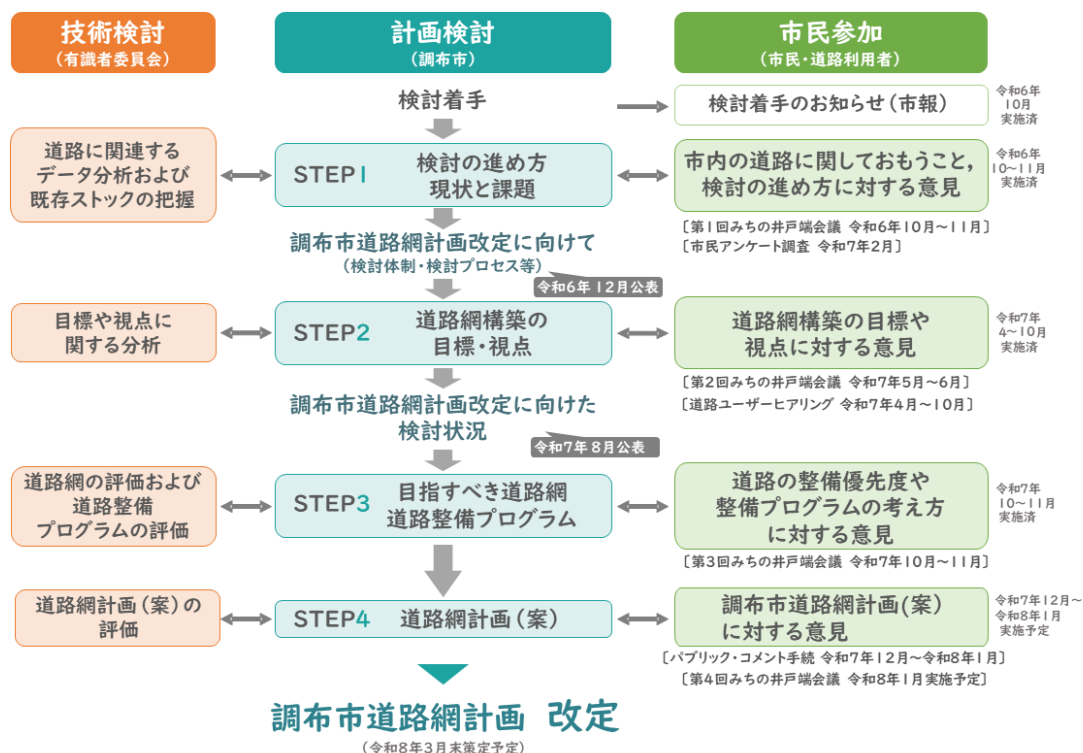 技術検討
(有識者委員会)
計画検討
(調布市)
市民参加
(市民・道路利用者)
検討着手
検討着手のお知らせ(市報)
令和6年
10月
実施済
道路に関連する
データ分析および
既存ストックの把握
STEP1
検討の進め方
現状と課題
市内の道路に関しておもうこと,
検討の進め方に対する意見
令和6年
10～11月
実施済
[第1回みちの井戸端会議 令和6年10月～11月]
[市民アンケート調査 令和7年2月]
調布市道路網計画改定に向けて
(検討体制・検討プロセス等)
令和6年12月公表
目標や視点に
関する分析
STEP2
道路網構築の
目標・視点
道路網構築の目標や
視点に対する意見
令和7年
4～10月
実施済
[第2回みちの井戸端会議 令和7年5月～6月]
[道路ユーザーヒアリング 令和7年4月～10月]
調布市道路網計画改定に向けた
検討状況
令和7年8月公表
道路網の評価および
道路整備
プログラムの評価
STEP3
目指すべき道路網
道路整備プログラム
道路の整備優先度や
整備プログラムの考え方
に対する意見
令和7年
10～11月
実施済
[第3回みちの井戸端会議 令和7年10月～11月]
道路網計画(案)の
評価
STEP4
道路網計画(案)
調布市道路網計画(案)
に対する意見
令和7年12月～
令和8年1月
実施予定
[パブリック・コメント手続 令和7年12月～令和8年1月]
[第4回みちの井戸端会議 令和8年1月実施予定]
調布市道路網計画 改定
(令和8年3月末策定予定)